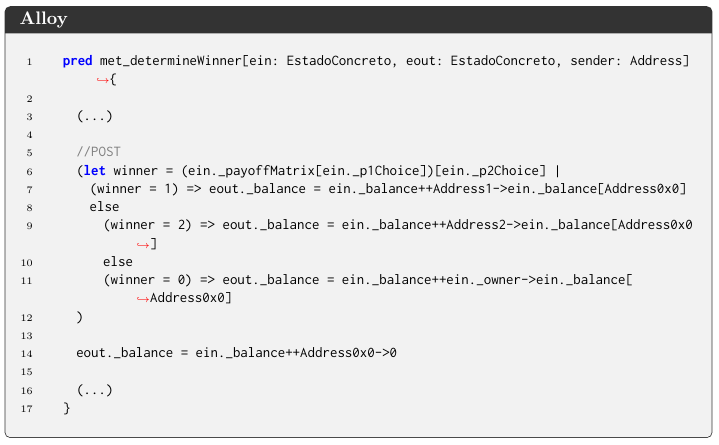 Alloy
1 pred met_determineWinner[ein: EstadoConcreto, eout: EstadoConcreto, sender: Address]
↪{
2
3 (...)
4
5 //POST
6 (let winner = (ein._payoffMatrix[ein._p1Choice])[ein._p2Choice] |
7 (winner = 1) => eout._balance = ein._balance++Address1->ein._balance[Address0x0]
8 else
9 (winner = 2) => eout._balance = ein._balance++Address2->ein._balance[Address0x0
↪]
10 else
11 (winner = 0) => eout._balance = ein._balance++ein._owner->ein._balance[
↪Address0x0]
12 )
13
14 eout._balance = ein._balance++Address0x0->0
15
16 (...)
17 }